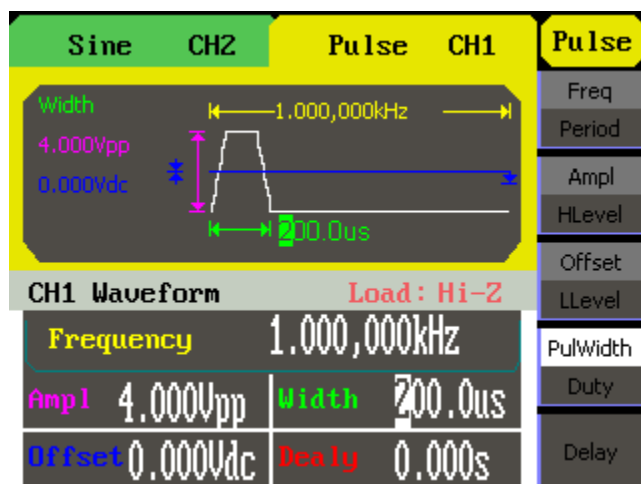 Sine CH2 Pulse CH1 Pulse
Width
4.000Vpp
0.000Vdc
1.000,000kHz
200.0us
CH1 Waveform Load: Hi-Z
Frequency 1.000,000kHz
Ampl 4.000Vpp Width 200.0us
Offset 0.000Vdc Dealy 0.000s
Freq
Period
Ampl
HLevel
Offset
LLevel
PulWidth
Duty
Delay